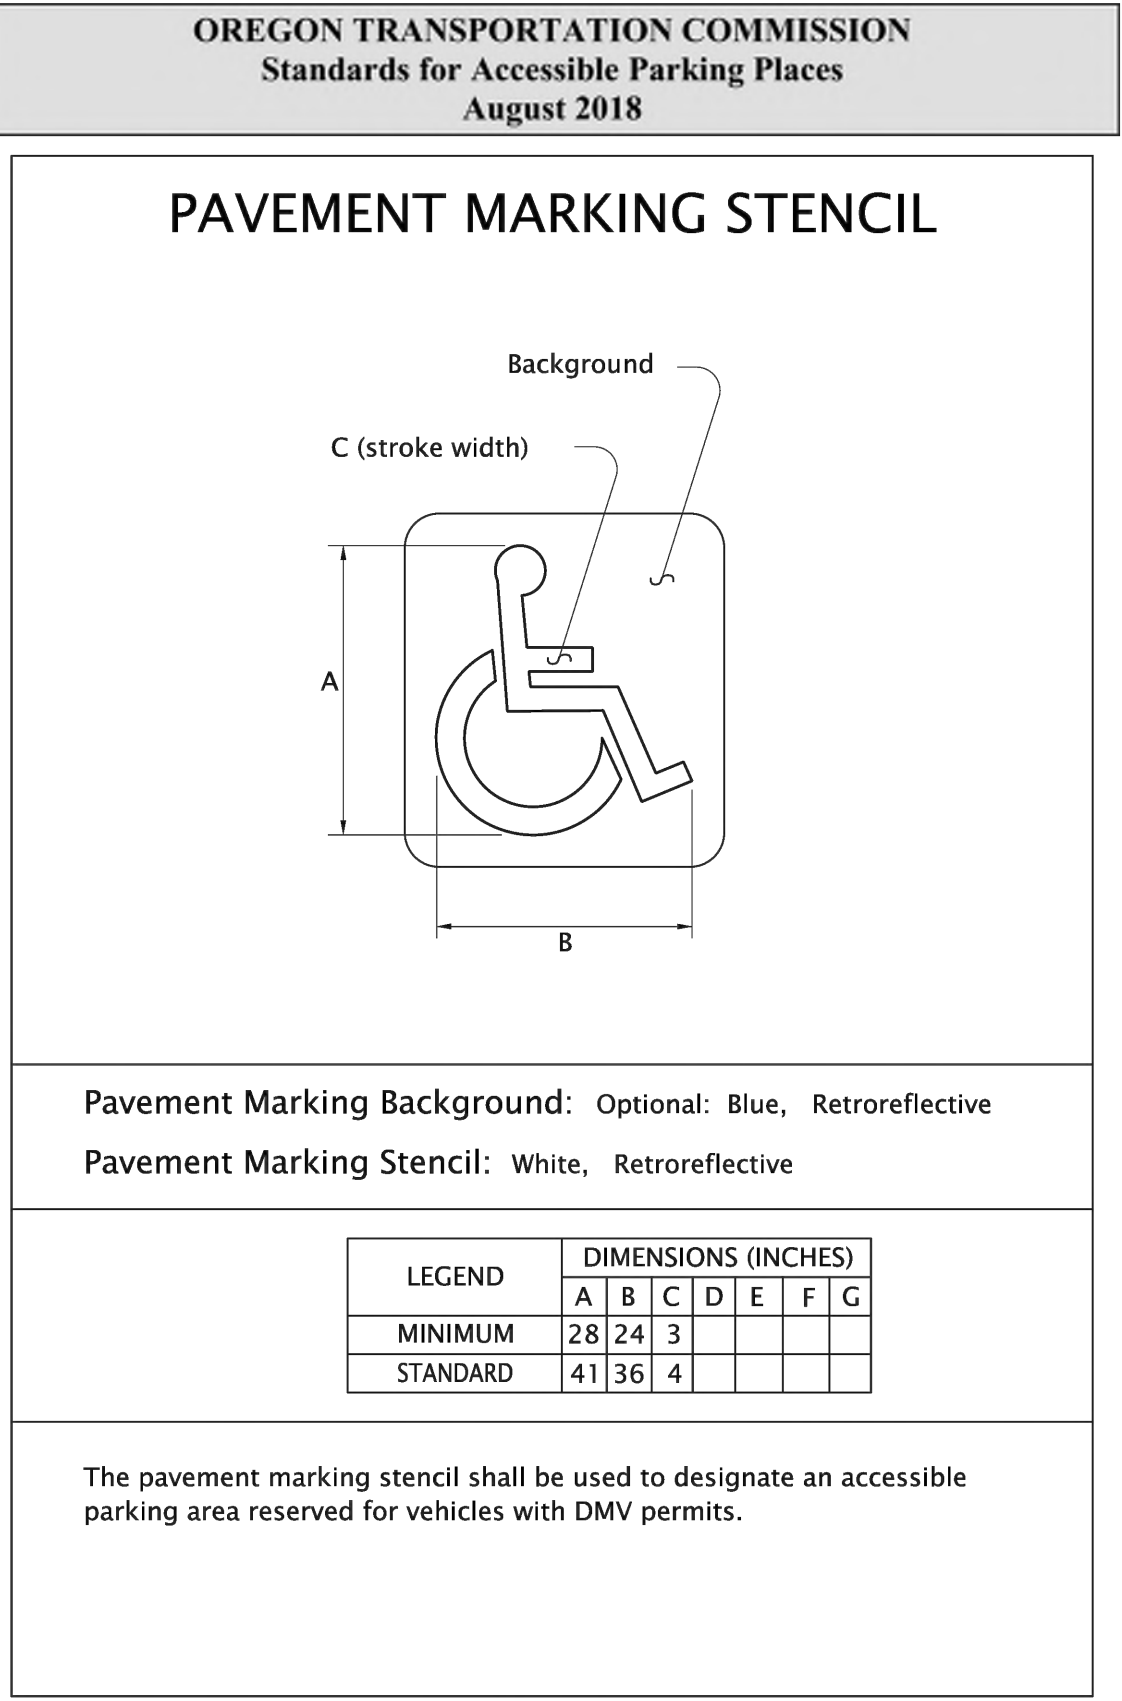 OREGON TRANSPORTATION COMMISSION
Standards for Accessible Parking Places
August 2018
PAVEMENT MARKING STENCIL
Background
C (stroke width)
A
B
Pavement Marking Background: Optional: Blue, Retroreflective
Pavement Marking Stencil: White, Retroreflective
LEGEND
DIMENSIONS (INCHES)
A B C D E F G
MINIMUM 28 24 3
STANDARD 41 36 4
The pavement marking stencil shall be used to designate an accessible
parking area reserved for vehicles with DMV permits.